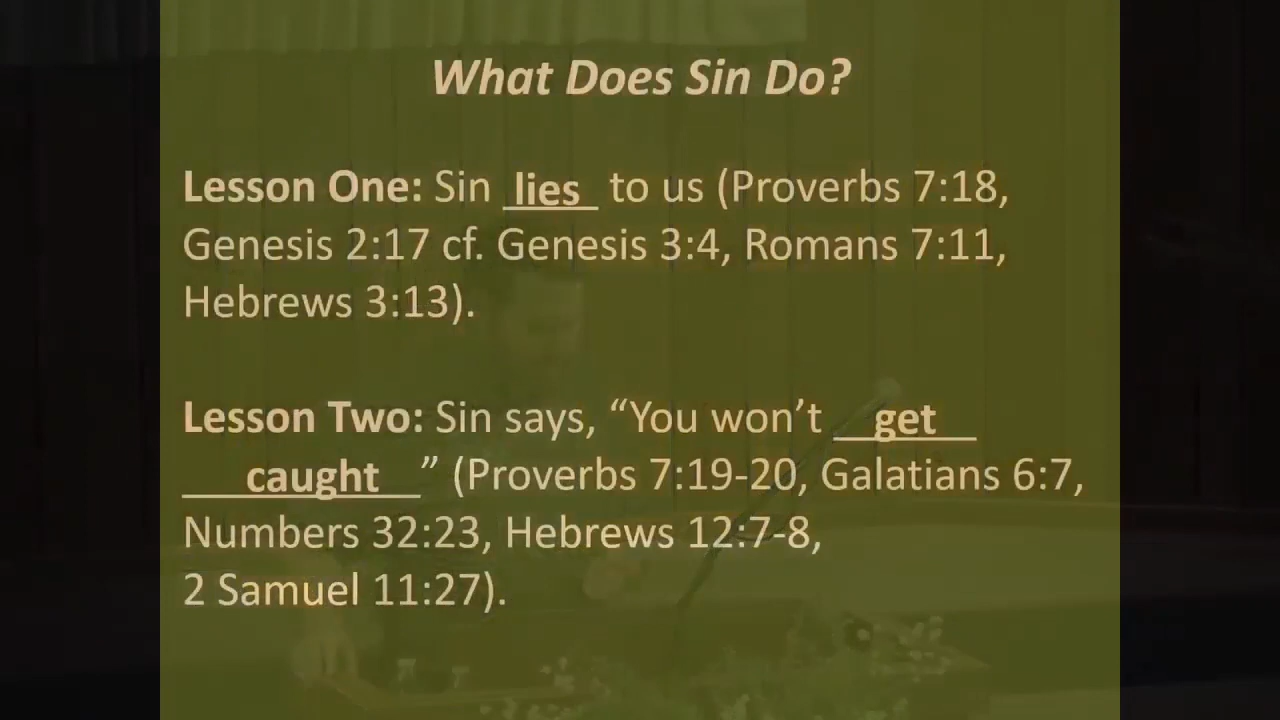 What Does Sin Do?
Lesson One: Sin lies to us (Proverbs 7:18,
Genesis 2:17 cf. Genesis 3:4, Romans 7:11,
Hebrews 3:13).
Lesson Two: Sin says, “You won’t get
caught” (Proverbs 7:19-20, Galatians 6:7,
Numbers 32:23, Hebrews 12:7-8,
2 Samuel 11:27).